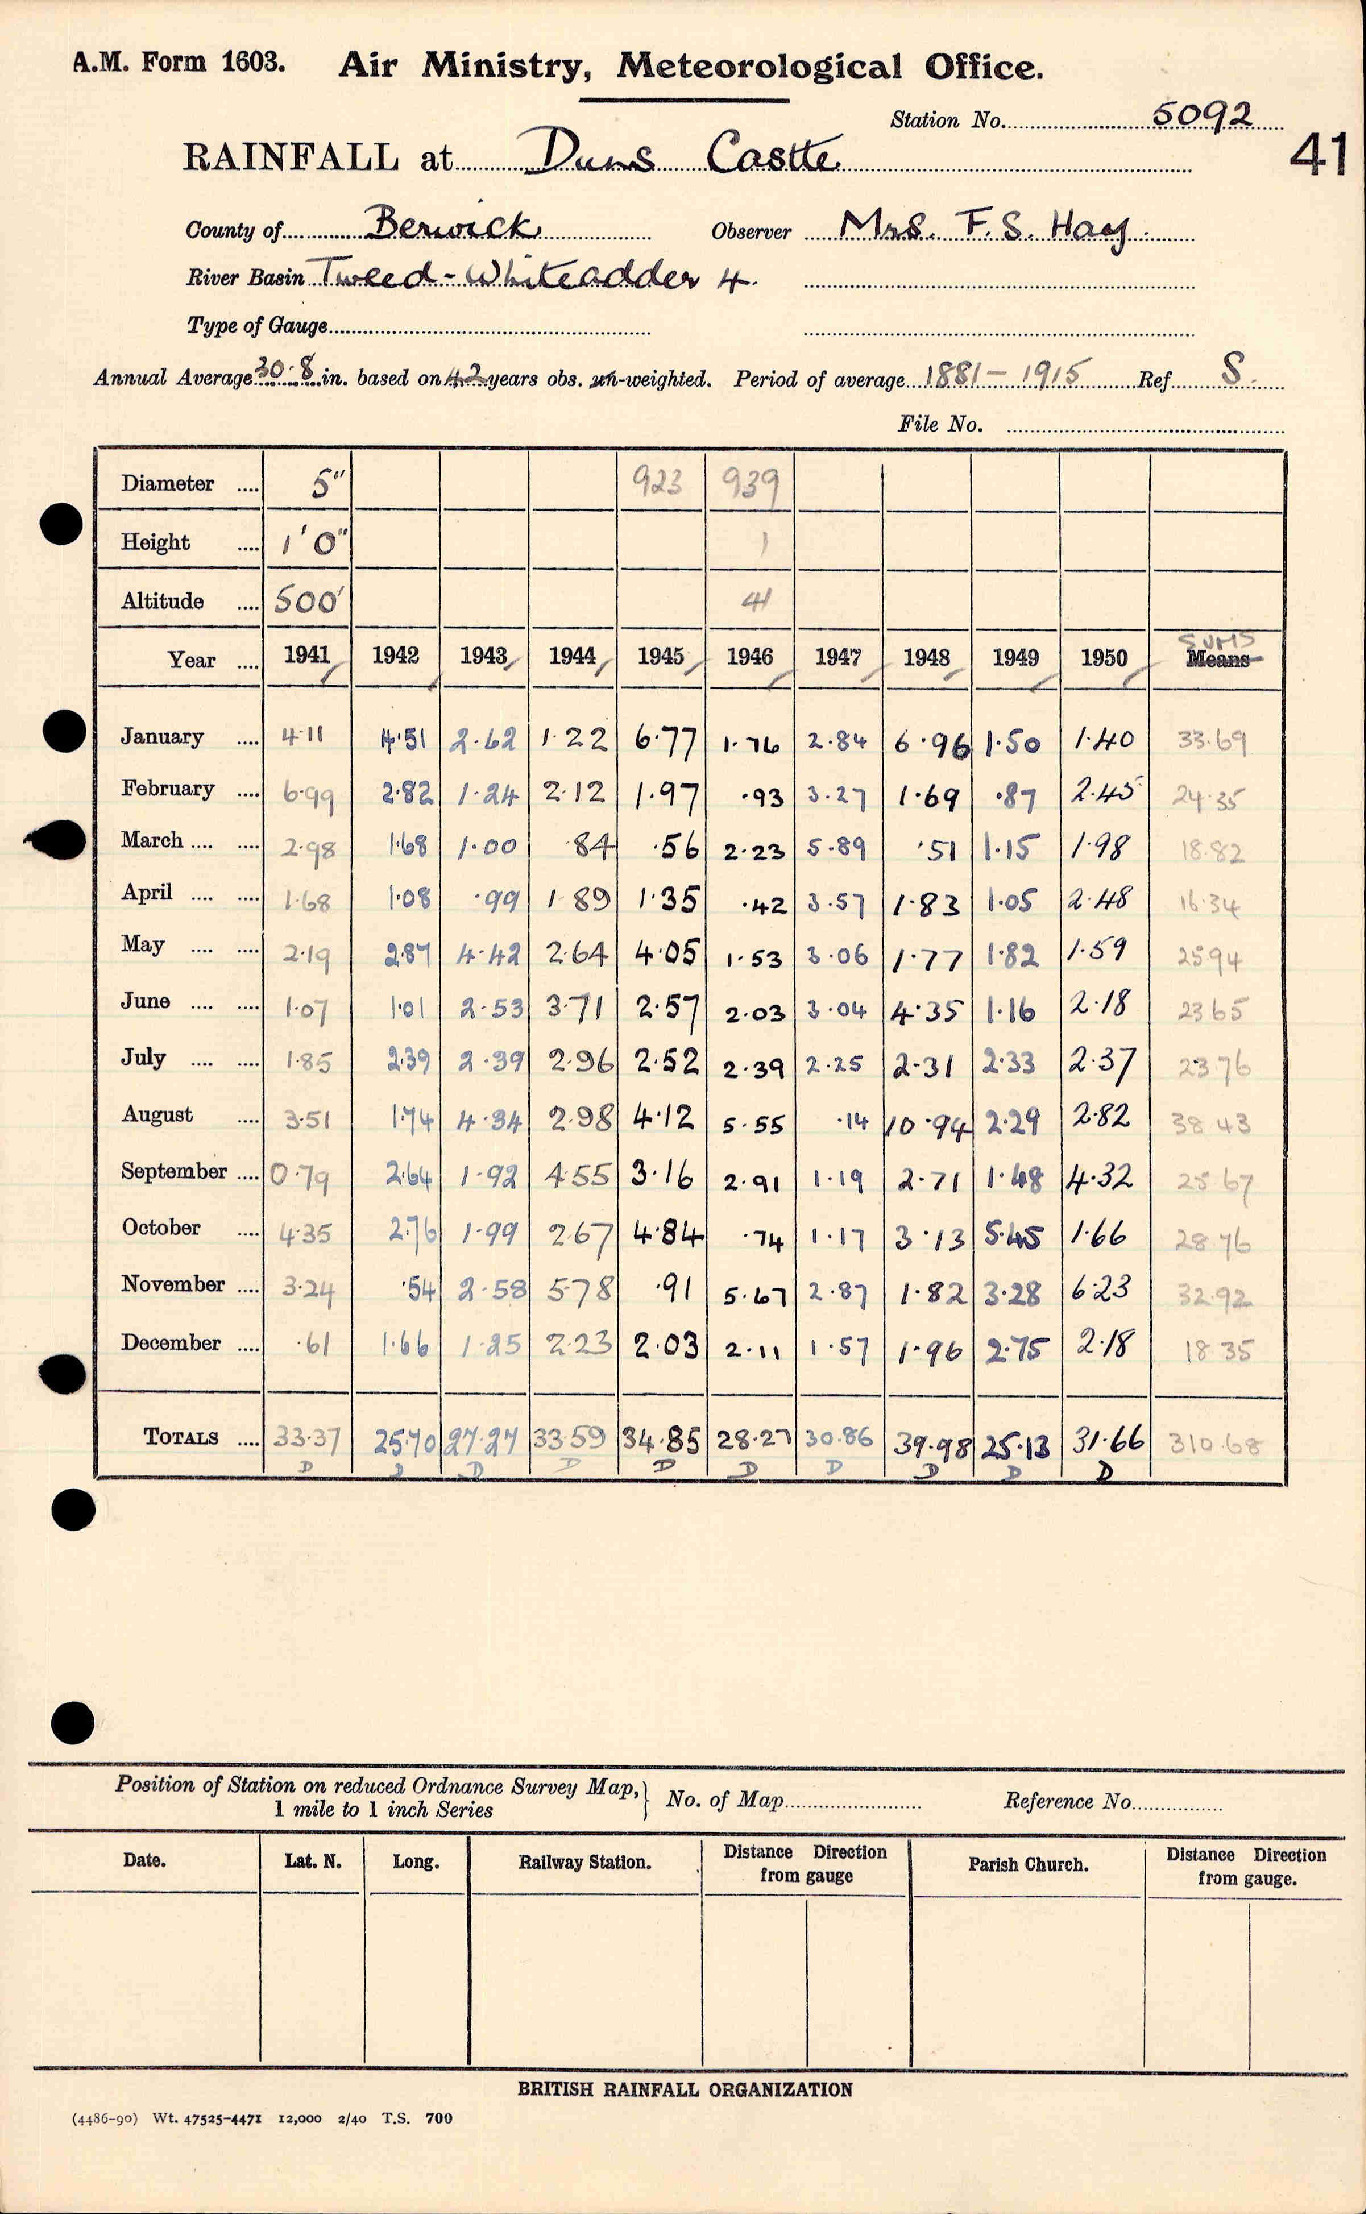 A.M. Form 1603. Air Ministry, Meteorological Office.
Station No. 5092
41
RAINFALL at Duns Castle
County of Berwick Observer Mrs. F. S. Hay.
River Basin Tweed - Whiteadder 4.
Type of Gauge
Annual Average 30.8 in. based on 42 years obs. un-weighted. Period of average 1881 - 1915 Ref S.
File No.
Diameter .... 5" 923 939
Height .... 1' 0" 1
Altitude .... 500' 41
Year .... 1941 1942 1943 1944 1945 1946 1947 1948 1949 1950 SUMS Means
January .... 4.11 4.51 2.62 1.22 6.77 1.76 2.84 6.96 1.50 1.40 33.69
February .... 6.99 2.82 1.24 2.12 1.97 .93 3.27 1.69 .87 2.45 24.35
March .... .... 2.98 1.68 1.00 .84 .56 2.23 5.89 .51 1.15 1.98 18.82
April .... .... 1.68 1.08 .99 1.89 1.35 .42 3.57 1.83 1.05 2.48 16.34
May .... .... 2.19 2.87 4.42 2.64 4.05 1.53 3.06 1.77 1.82 1.59 25.94
June .... .... 1.07 1.01 2.53 3.71 2.57 2.03 3.04 4.35 1.16 2.18 23.65
July .... .... 1.85 2.39 2.39 2.96 2.52 2.39 2.25 2.31 2.33 2.37 23.76
August .... 3.51 1.74 4.34 2.98 4.12 5.55 .14 10.94 2.29 2.82 38.43
September .... 0.79 2.64 1.92 4.55 3.16 2.91 1.19 2.71 1.48 4.32 25.67
October .... 4.35 2.76 1.99 2.67 4.84 .74 1.17 3.13 5.45 1.66 28.76
November .... 3.24 .54 2.58 5.78 .91 5.67 2.87 1.82 3.28 6.23 32.92
December .... .61 1.66 1.25 2.23 2.03 2.11 1.57 1.96 2.75 2.18 18.35
TOTALS .... 33.37 25.70 27.27 33.59 34.85 28.27 30.86 39.98 25.13 31.66 310.68
D D D D D D D D D D
Position of Station on reduced Ordnance Survey Map, } No. of Map Reference No.
1 mile to 1 inch Series
Date. Lat. N. Long. Railway Station. Distance Direction from gauge Parish Church. Distance Direction from gauge.
BRITISH RAINFALL ORGANIZATION
(4486-90) Wt. 47525-4471 12,000 2/40 T.S. 700